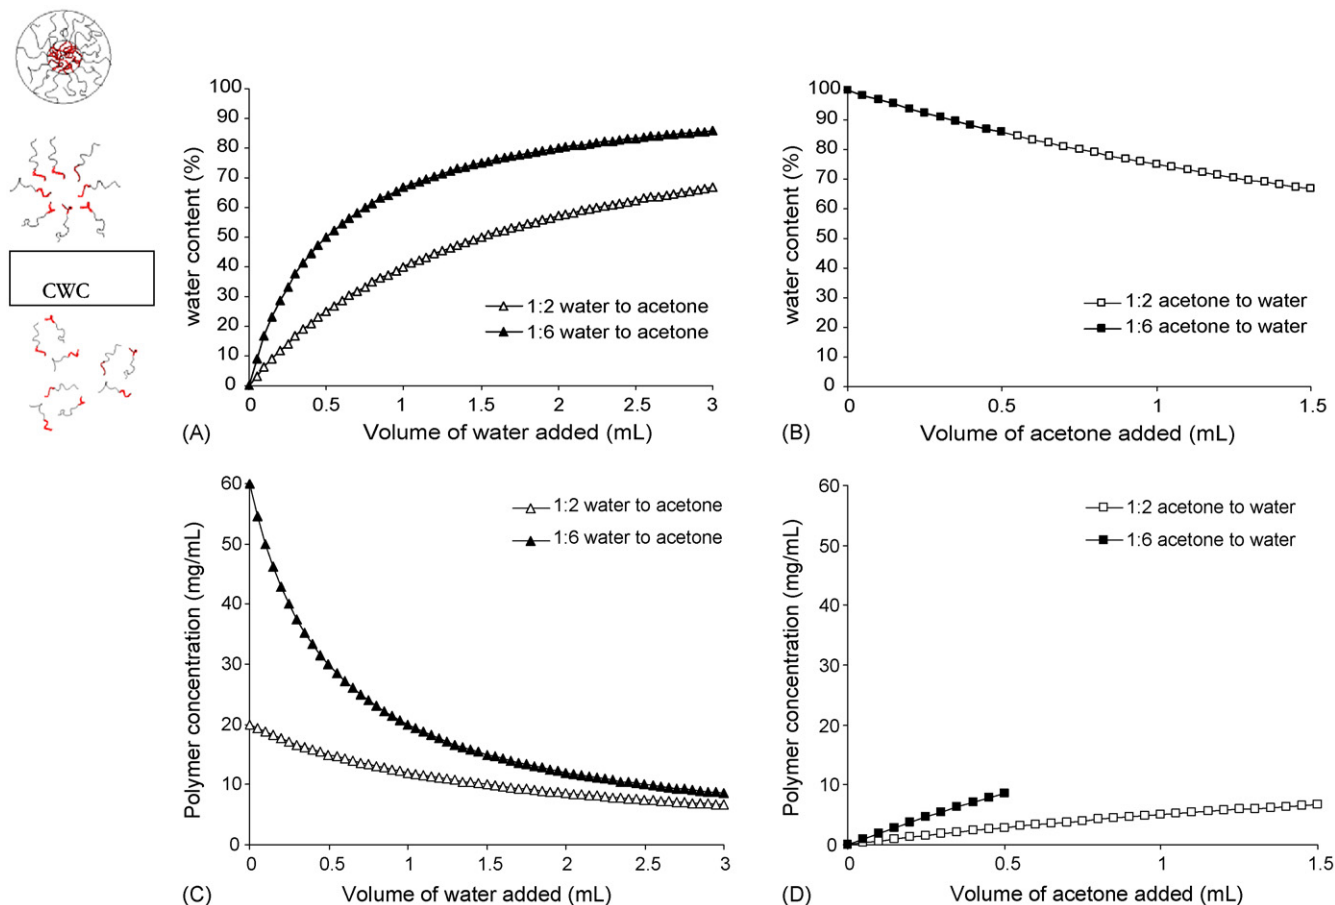 CWC
water content (%)
100
90
80
70
60
50
40
30
20
10
0
1:2 water to acetone
1:6 water to acetone
0 0.5 1 1.5 2 2.5 3
(A) Volume of water added (mL)
water content (%)
100
90
80
70
60
50
40
30
20
10
0
1:2 acetone to water
1:6 acetone to water
0 0.5 1 1.5
(B) Volume of acetone added (mL)
Polymer concentration (mg/mL)
60
50
40
30
20
10
0
1:2 water to acetone
1:6 water to acetone
0 0.5 1 1.5 2 2.5 3
(C) Volume of water added (mL)
Polymer concentration (mg/mL)
60
50
40
30
20
10
0
1:2 acetone to water
1:6 acetone to water
0 0.5 1 1.5
(D) Volume of acetone added (mL)